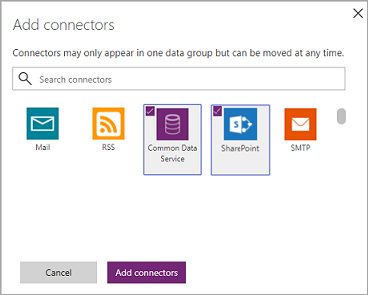 Add connectors
Connectors may only appear in one data group but can be moved at any time.
Search connectors
Mail
RSS
Common Data
Service
SharePoint
SMTP
Cancel
Add connectors